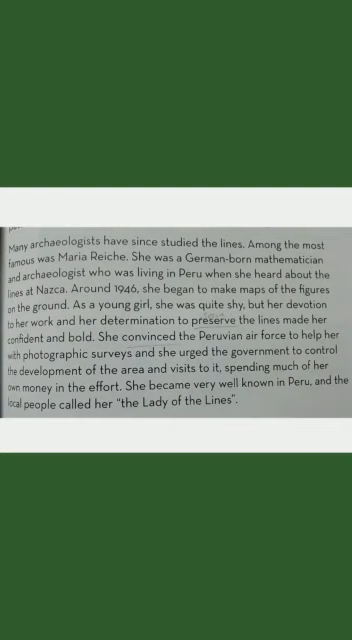 Many archaeologists have since studied the lines. Among the most
famous was Maria Reiche. She was a German-born mathematician
and archaeologist who was living in Peru when she heard about the
lines at Nazca. Around 1946, she began to make maps of the figures
on the ground. As a young girl, she was quite shy, but her devotion
to her work and her determination to preserve the lines made her
confident and bold. She convinced the Peruvian air force to help her
with photographic surveys and she urged the government to control
the development of the area and visits to it, spending much of her
own money in the effort. She became very well known in Peru, and the
local people called her “the Lady of the Lines”.